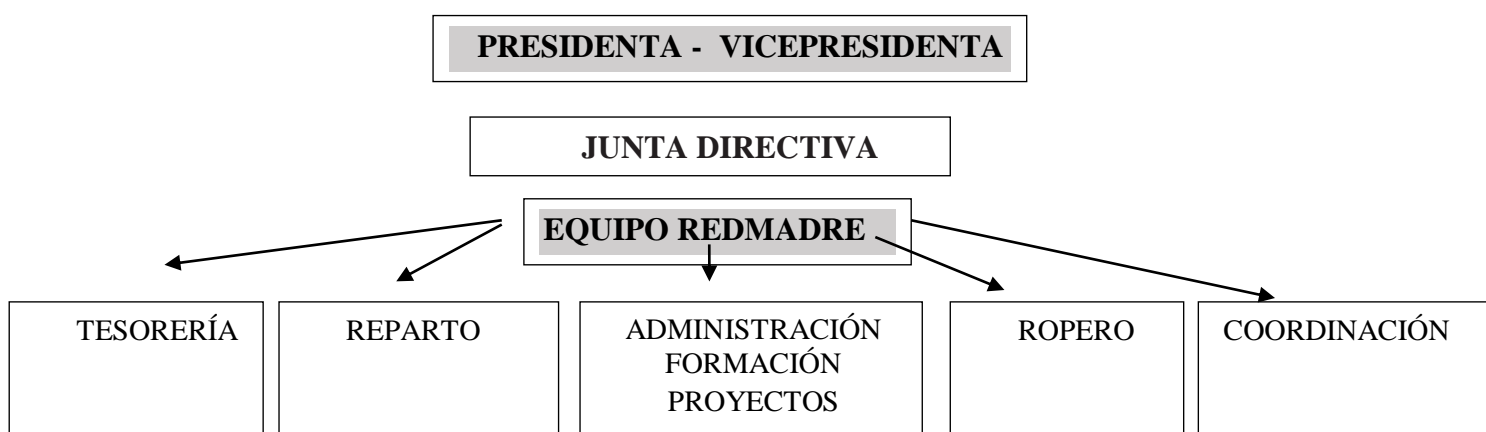 PRESIDENTA - VICEPRESIDENTA
JUNTA DIRECTIVA
EQUIPO REDMADRE
TESORERÍA
REPARTO
ADMINISTRACIÓN
FORMACIÓN
PROYECTOS
ROPERO
COORDINACIÓN